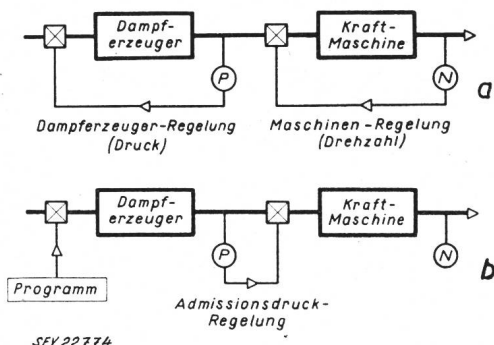 Dampf-
erzeuger
Kraft-
Maschine
P
N
a
Dampferzeuger-Regelung
(Druck)
Maschinen-Regelung
(Drehzahl)
Dampf-
erzeuger
Kraft-
Maschine
P
N
b
Programm
Admissionsdruck-
Regelung
SEV 22774